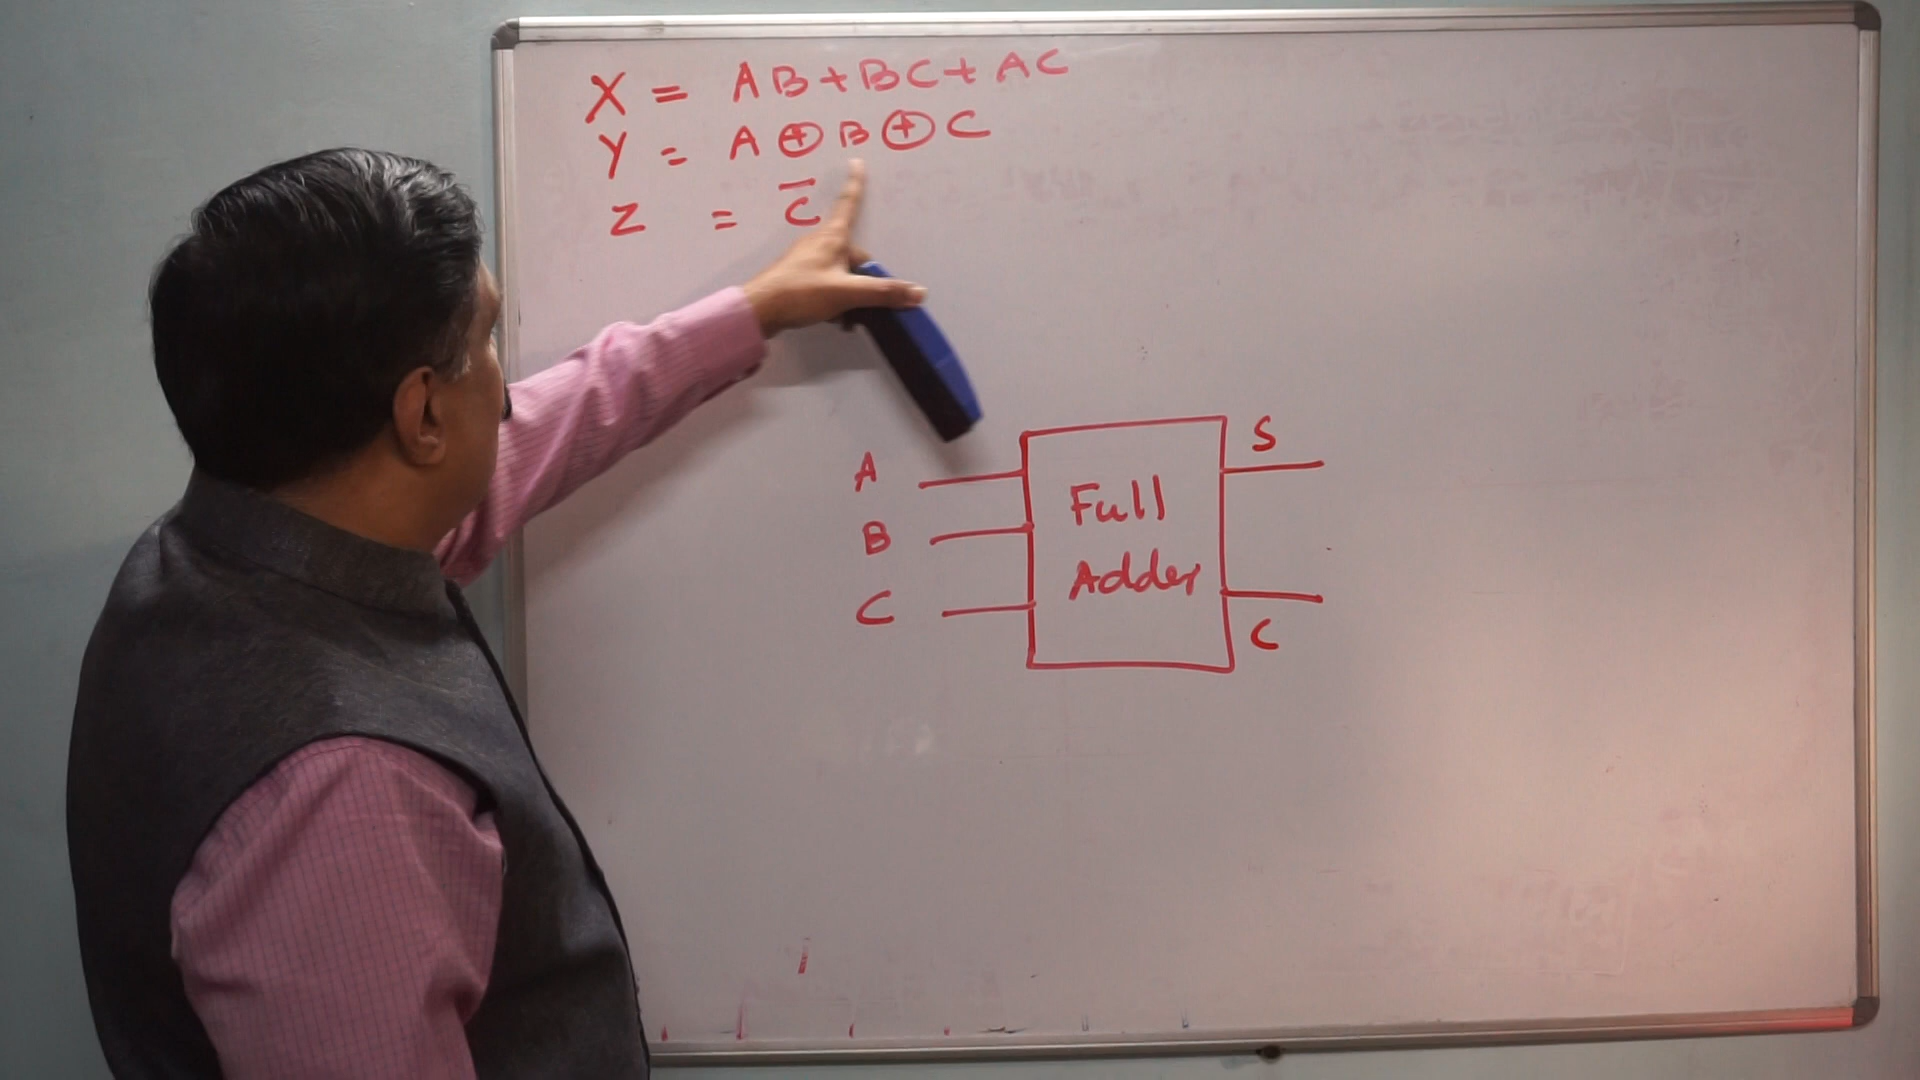 X = AB + BC + AC
Y = A ⊕ B ⊕ C
Z = C̅
A
B
C
Full
Adder
S
C